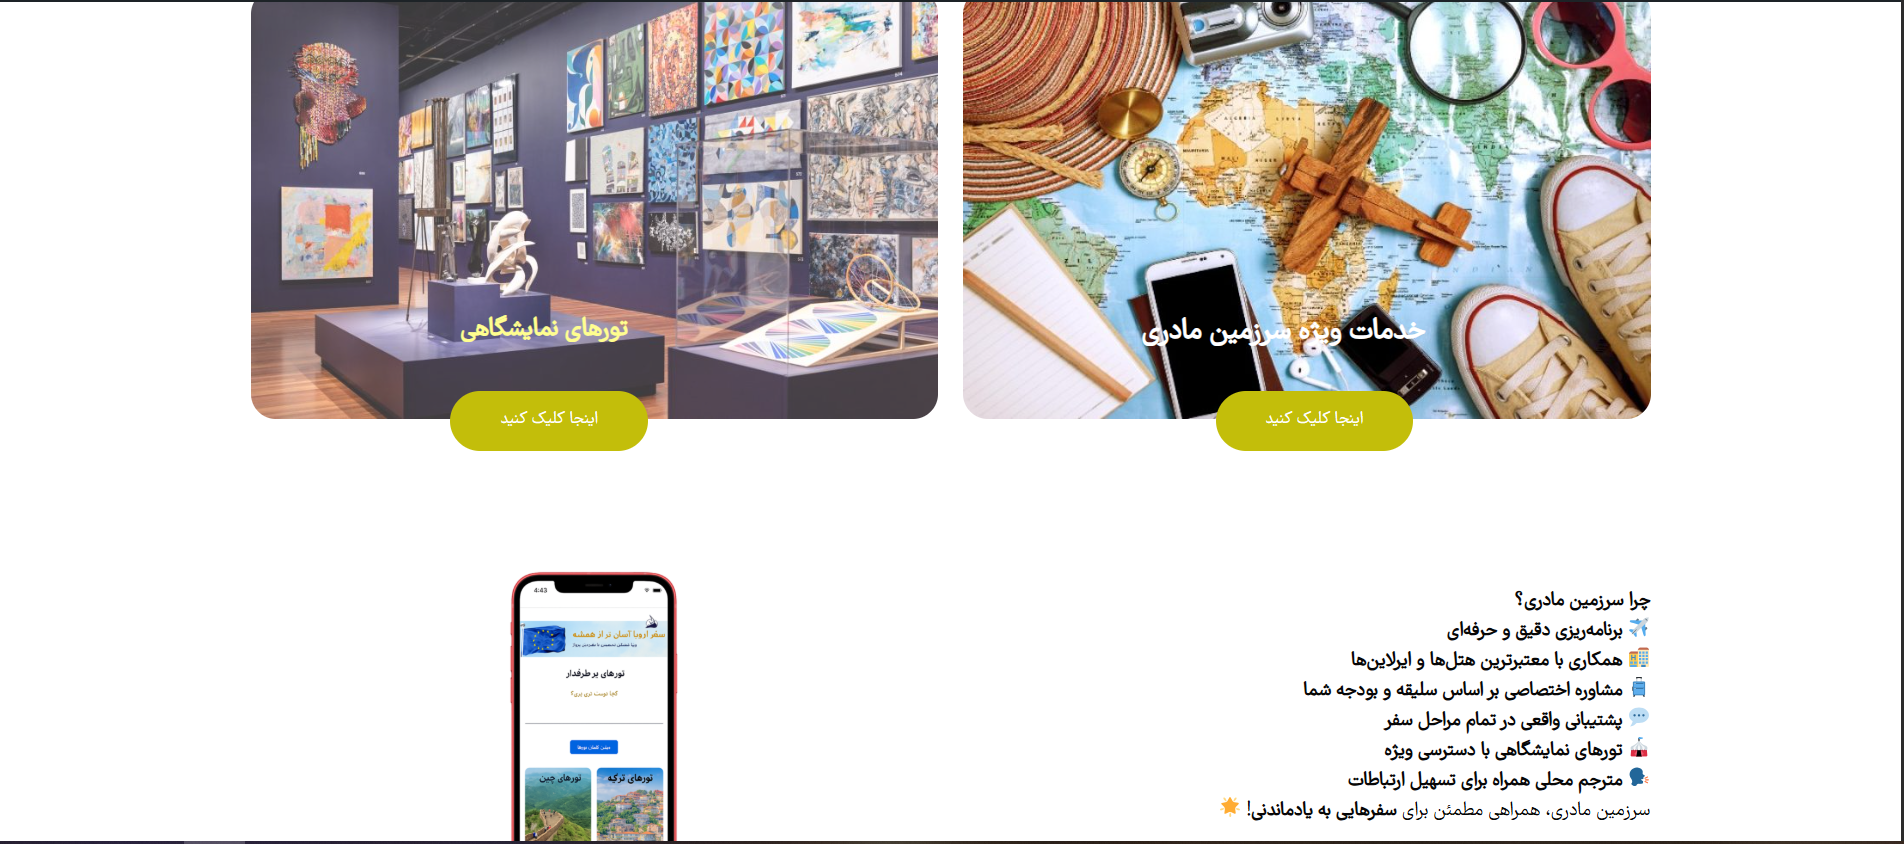 خدمات ویژه سرزمین مادری
اینجا کلیک کنید
تورهای نمایشگاهی
اینجا کلیک کنید
چرا سرزمین مادری؟
✈️ برنامه‌ریزی دقیق و حرفه‌ای
🏨 همکاری با معتبرترین هتل‌ها و ایرلاین‌ها
🧳 مشاوره اختصاصی بر اساس سلیقه و بودجه شما
💬 پشتیبانی واقعی در تمام مراحل سفر
🎪 تورهای نمایشگاهی با دسترسی ویژه
🗣️ مترجم محلی همراه برای تسهیل ارتباطات
سرزمین مادری، همراهی مطمئن برای سفرهایی به یادماندنی! 🌟
4:43
سفر اروپا آسان تر از همیشه
تورهای پر طرفدار
کجا دوست داری بری؟
تورهای ترکیه
تورهای چین